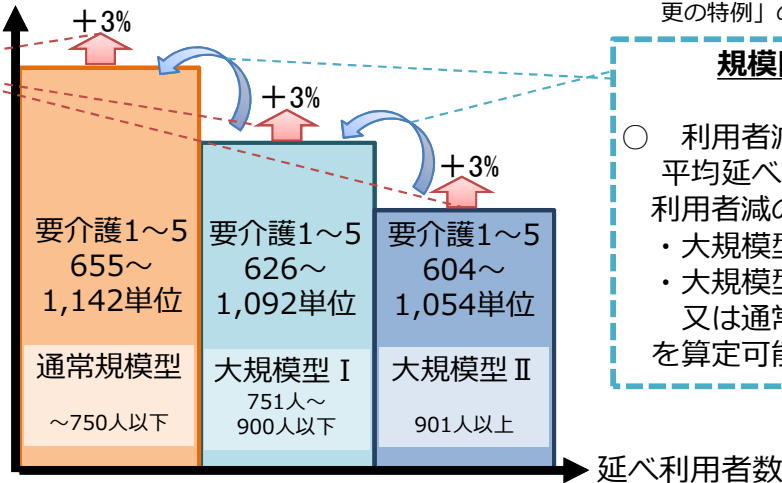 更の特例」の
+3%
規模
+3%
○ 利用者減
平均延べ
利用者減の
・大規模型
・大規模型
又は通常
を算定可能
+3%
要介護1～5
655～
1,142単位
要介護1～5
626～
1,092単位
要介護1～5
604～
1,054単位
通常規模型
～750人以下
大規模型Ⅰ
751人～
900人以下
大規模型Ⅱ
901人以上
延べ利用者数